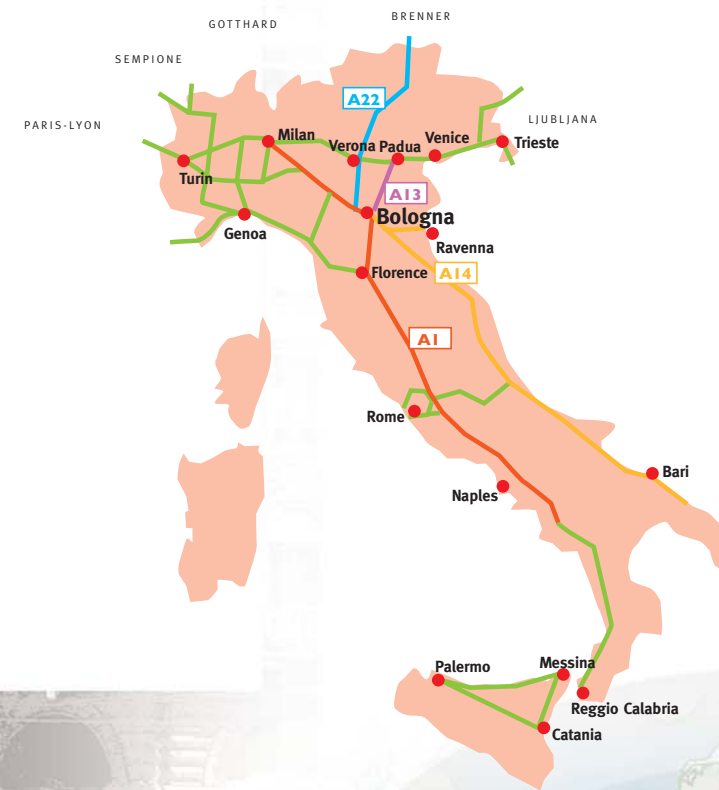 BRENNER
GOTTHARD
SEMPIONE
A22
PARIS-LYON
LJUBLJANA
Milan
Venice
Trieste
Verona
Padua
Turin
A13
Bologna
Genoa
Ravenna
Florence
A14
A1
Rome
Bari
Naples
Messina
Palermo
Reggio Calabria
Catania